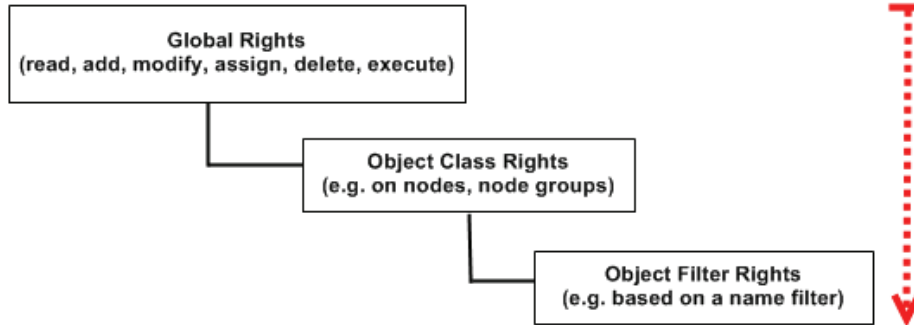 Global Rights
(read, add, modify, assign, delete, execute)
Object Class Rights
(e.g. on nodes, node groups)
Object Filter Rights
(e.g. based on a name filter)